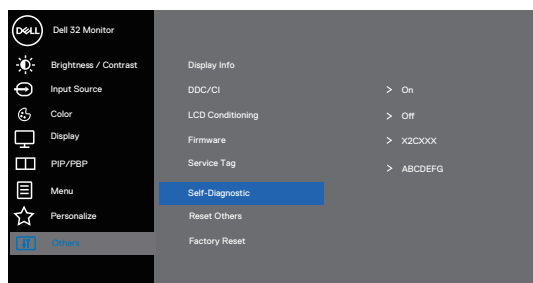 DELL Dell 32 Monitor
Brightness / Contrast Display Info
Input Source DDC/CI > On
Color LCD Conditioning > Off
Display Firmware > X2CXXX
PIP/PBP Service Tag > ABCDEFG
Menu Self-Diagnostic
Personalize Reset Others
Others Factory Reset